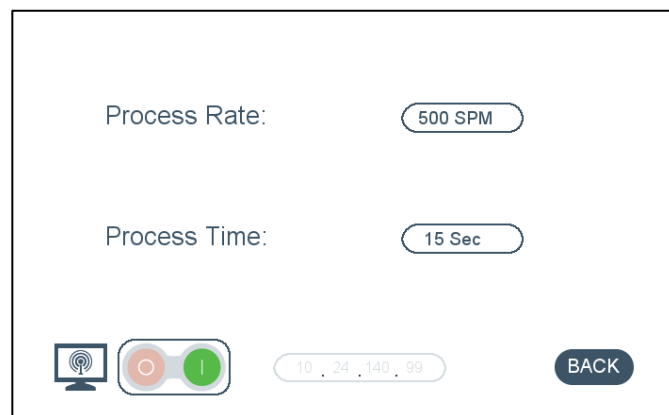 Process Rate: 500 SPM
Process Time: 15 Sec
O I 10 . 24 . 140 . 99 BACK